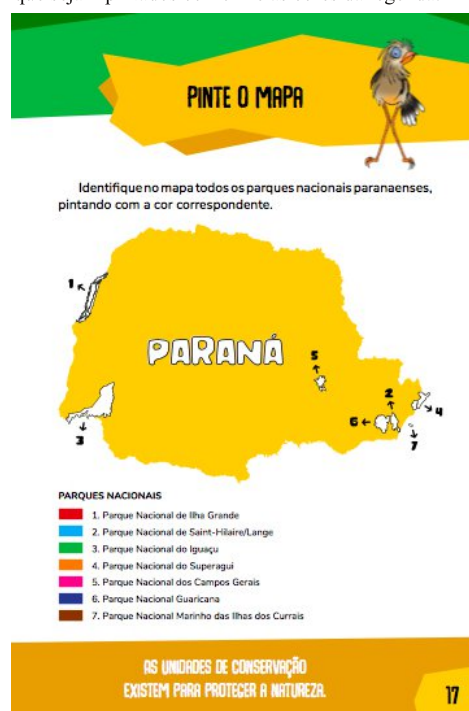 PINTE O MAPA
Identifique no mapa todos os parques nacionais paranaenses,
pintando com a cor correspondente.
1
PARANÁ
5
2
4
6
7
3
PARQUES NACIONAIS
1. Parque Nacional de Ilha Grande
2. Parque Nacional de Saint-Hilaire/Lange
3. Parque Nacional do Iguaçu
4. Parque Nacional do Superagui
5. Parque Nacional dos Campos Gerais
6. Parque Nacional Guaricana
7. Parque Nacional Marinho das Ilhas dos Currais
AS UNIDADES DE CONSERVAÇÃO
EXISTEM PARA PROTEGER A NATUREZA.
17